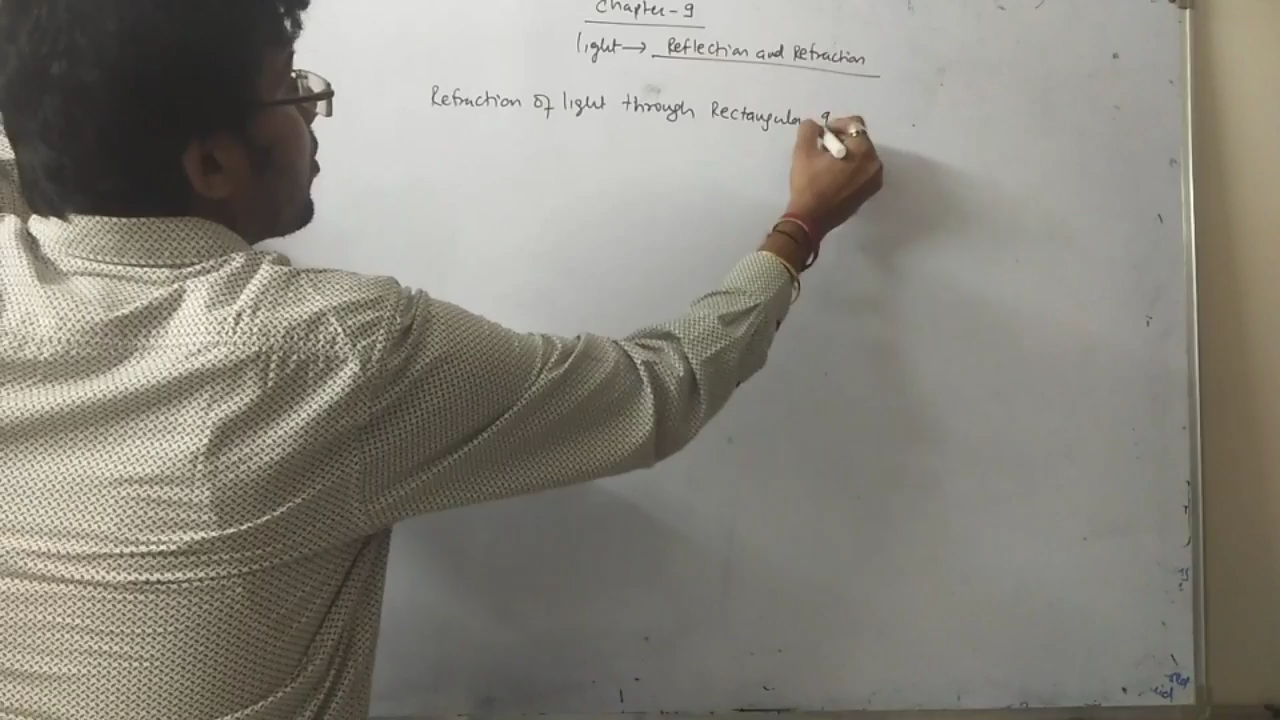 Chapter-9
light→ Reflection and Refraction
Refraction of light through Rectangular g